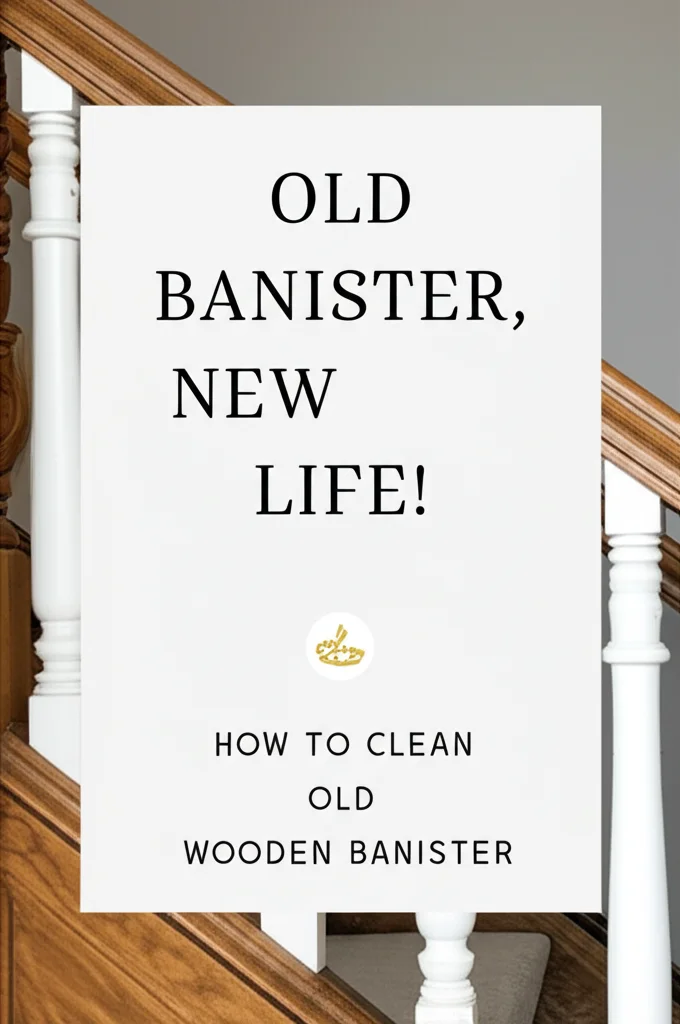 OLD
BANISTER,
NEW
LIFE!
HOW TO CLEAN
OLD
WOODEN BANISTER